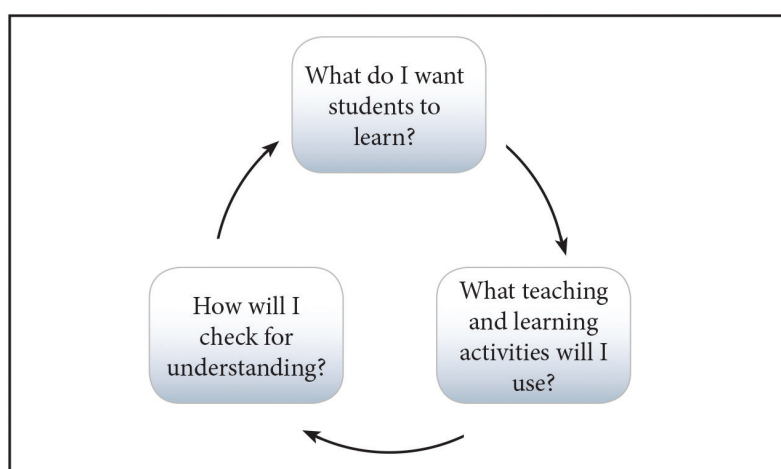 What do I want
students to
learn?
What teaching
and learning
activities will I
use?
How will I
check for
understanding?